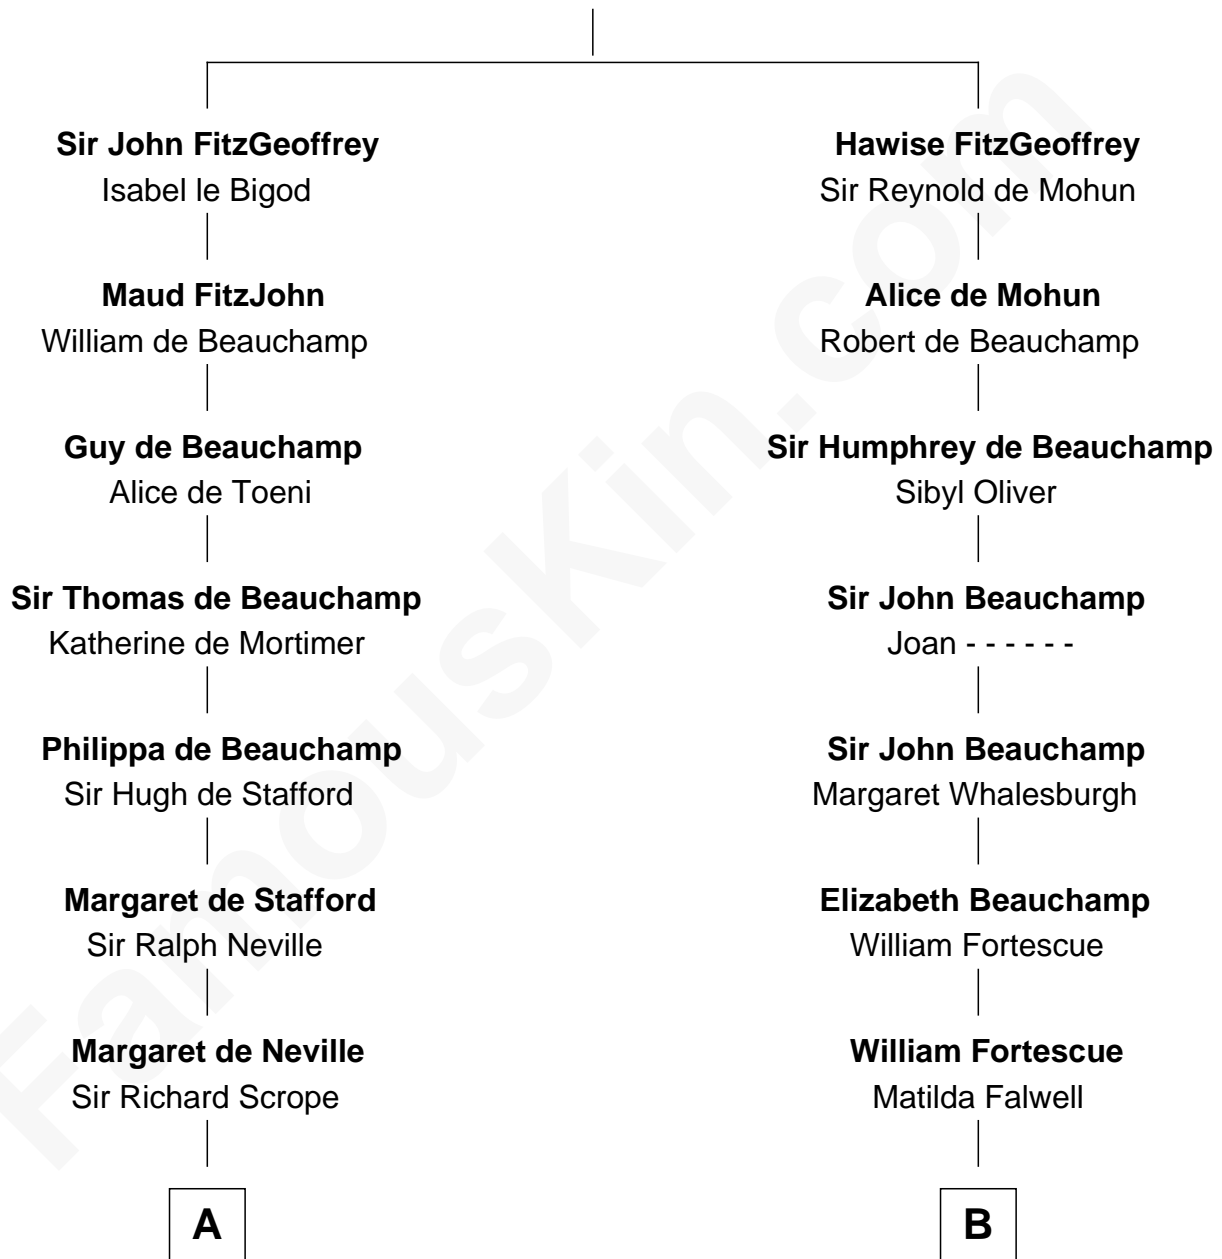 Sir John FitzGeoffrey
Isabel le Bigod
Maud FitzJohn
William de Beauchamp
Guy de Beauchamp
Alice de Toeni
Sir Thomas de Beauchamp
Katherine de Mortimer
Philippa de Beauchamp
Sir Hugh de Stafford
Margaret de Stafford
Sir Ralph Neville
Margaret de Neville
Sir Richard Scrope
A
Hawise FitzGeoffrey
Sir Reynold de Mohun
Alice de Mohun
Robert de Beauchamp
Sir Humphrey de Beauchamp
Sibyl Oliver
Sir John Beauchamp
Joan - - - - - -
Sir John Beauchamp
Margaret Whalesburgh
Elizabeth Beauchamp
William Fortescue
William Fortescue
Matilda Falwell
B
FamousKin.com